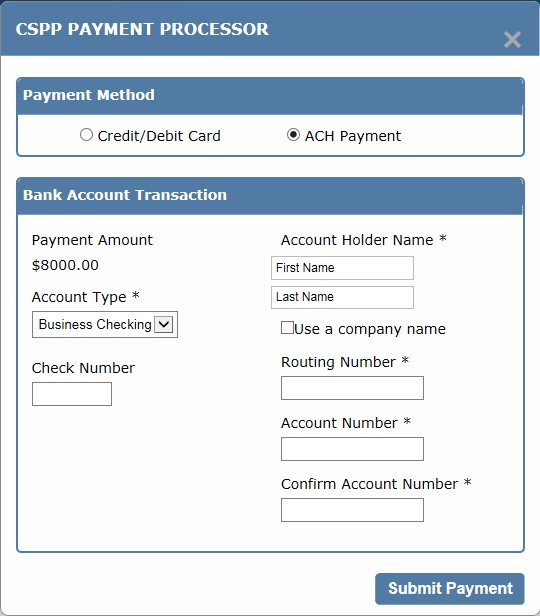 CSPP PAYMENT PROCESSOR
Payment Method
Credit/Debit Card
ACH Payment
Bank Account Transaction
Payment Amount
$8000.00
Account Type *
Business Checking
Check Number
Account Holder Name *
First Name
Last Name
Use a company name
Routing Number *
Account Number *
Confirm Account Number *
Submit Payment